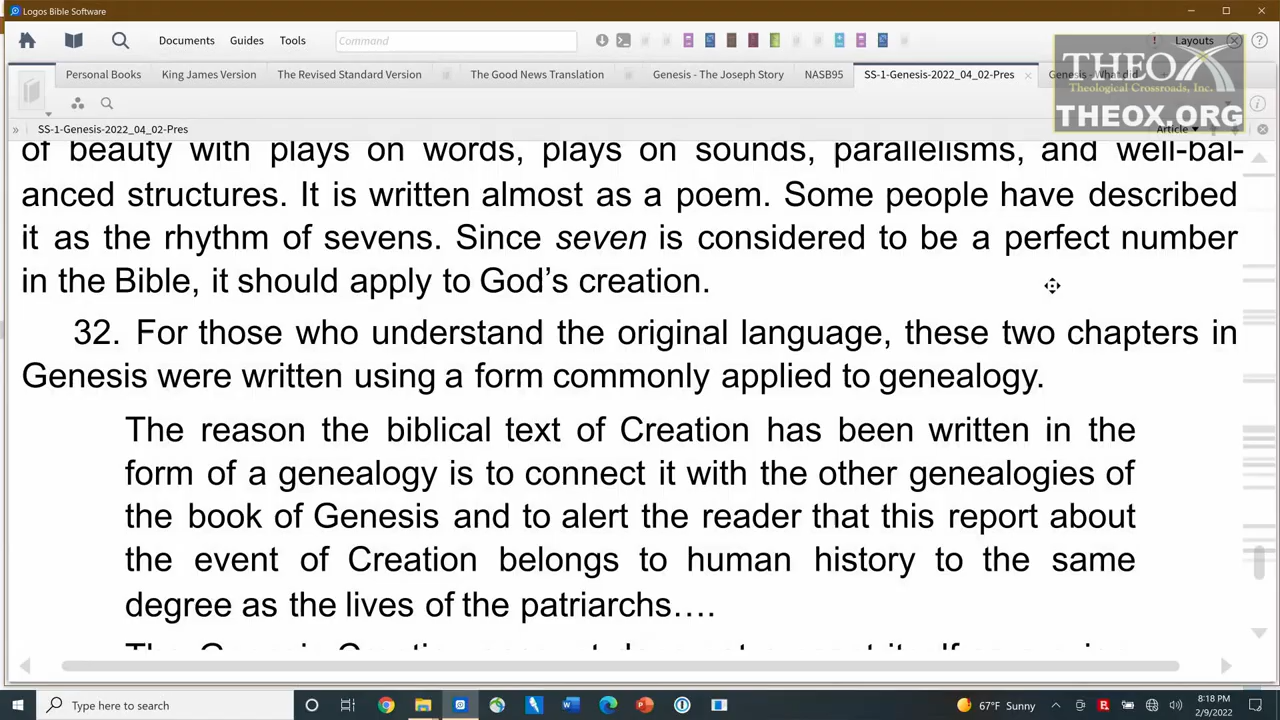 Logos Bible Software
Documents Guides Tools Command Layouts
THEOX
Theological Crossroads, Inc.
THEOX.ORG
Personal Books King James Version The Revised Standard Version The Good News Translation Genesis - The Joseph Story NASB95 SS-1-Genesis-2022_04_02-Pres Genesis - What did
SS-1-Genesis-2022_04_02-Pres Article
of beauty with plays on words, plays on sounds, parallelisms, and well-bal-
anced structures. It is written almost as a poem. Some people have described
it as the rhythm of sevens. Since seven is considered to be a perfect number
in the Bible, it should apply to God’s creation.
32. For those who understand the original language, these two chapters in
Genesis were written using a form commonly applied to genealogy.
The reason the biblical text of Creation has been written in the
form of a genealogy is to connect it with the other genealogies of
the book of Genesis and to alert the reader that this report about
the event of Creation belongs to human history to the same
degree as the lives of the patriarchs….
Type here to search
67°F Sunny
8:18 PM
2/9/2022